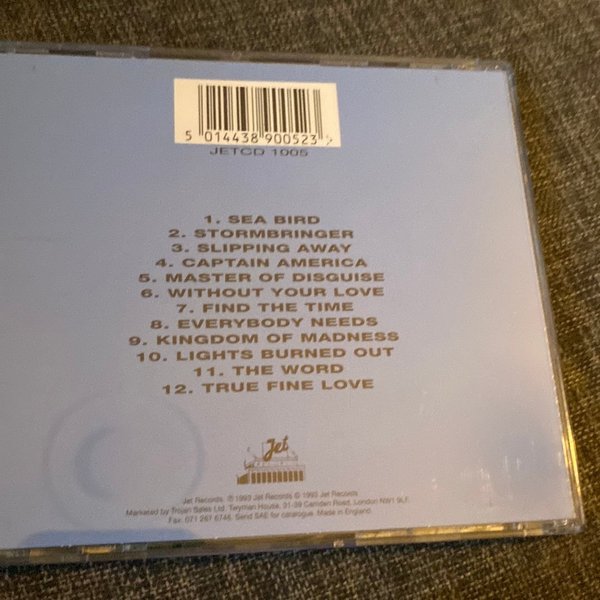 5 014438 900523
JETCD 1005
1. SEA BIRD
2. STORMBRINGER
3. SLIPPING AWAY
4. CAPTAIN AMERICA
5. MASTER OF DISGUISE
6. WITHOUT YOUR LOVE
7. FIND THE TIME
8. EVERYBODY NEEDS
9. KINGDOM OF MADNESS
10. LIGHTS BURNED OUT
11. THE WORD
12. TRUE FINE LOVE
Jet
Jet Records. ℗ 1993 Jet Records © 1993 Jet Records
Marketed by Trojan Sales Ltd. Twyman House, 31-39 Camden Road, London NW1 9LF.
Fax: 071 267 6746. Send SAE for catalogue. Made in England.